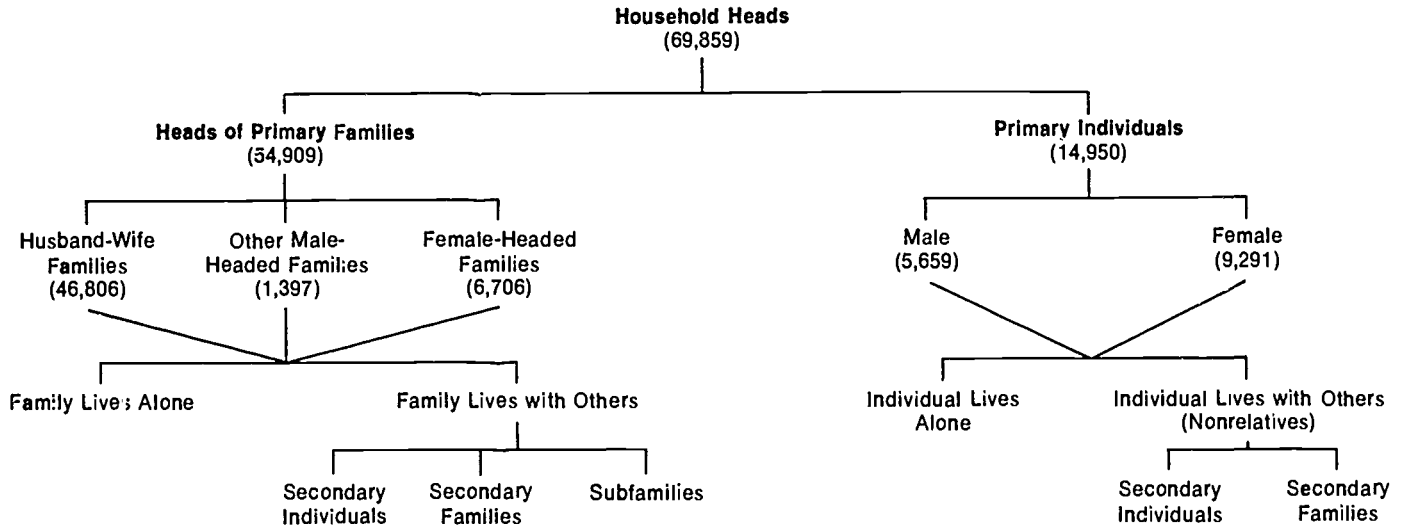 Household Heads
(69,859)
Heads of Primary Families
(54,909)
Primary Individuals
(14,950)
Husband-Wife
Families
(46,806)
Other Male-
Headed Families
(1,397)
Female-Headed
Families
(6,706)
Male
(5,659)
Female
(9,291)
Family Lives Alone
Family Lives with Others
Individual Lives
Alone
Individual Lives with Others
(Nonrelatives)
Secondary
Individuals
Secondary
Families
Subfamilies
Secondary
Individuals
Secondary
Families